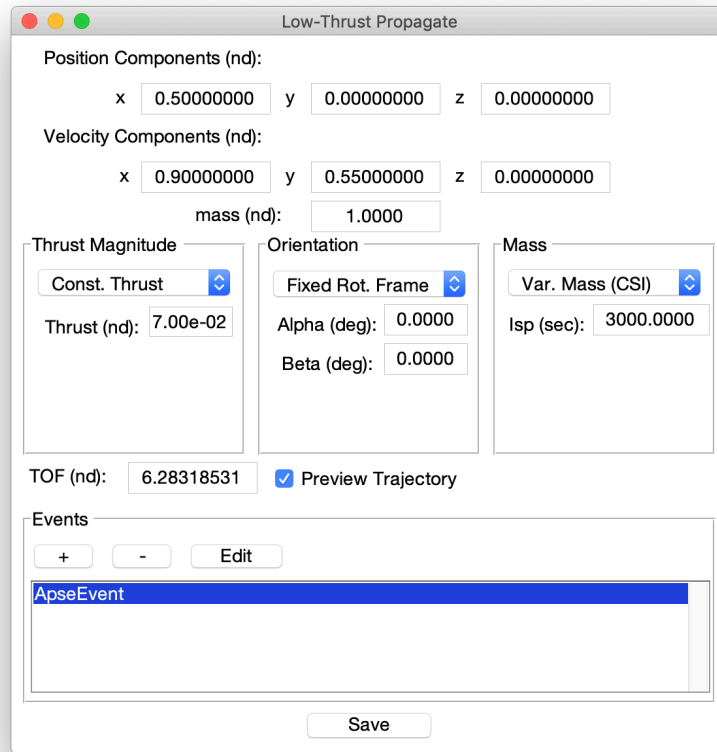 Low-Thrust Propagate
Position Components (nd):
x 0.50000000 y 0.00000000 z 0.00000000
Velocity Components (nd):
x 0.90000000 y 0.55000000 z 0.00000000
mass (nd): 1.0000
Thrust Magnitude Orientation Mass
Const. Thrust Fixed Rot. Frame Var. Mass (CSI)
Thrust (nd): 7.00e-02 Alpha (deg): 0.0000 Isp (sec): 3000.0000
Beta (deg): 0.0000
TOF (nd): 6.28318531 Preview Trajectory
Events
+ - Edit
ApseEvent
Save